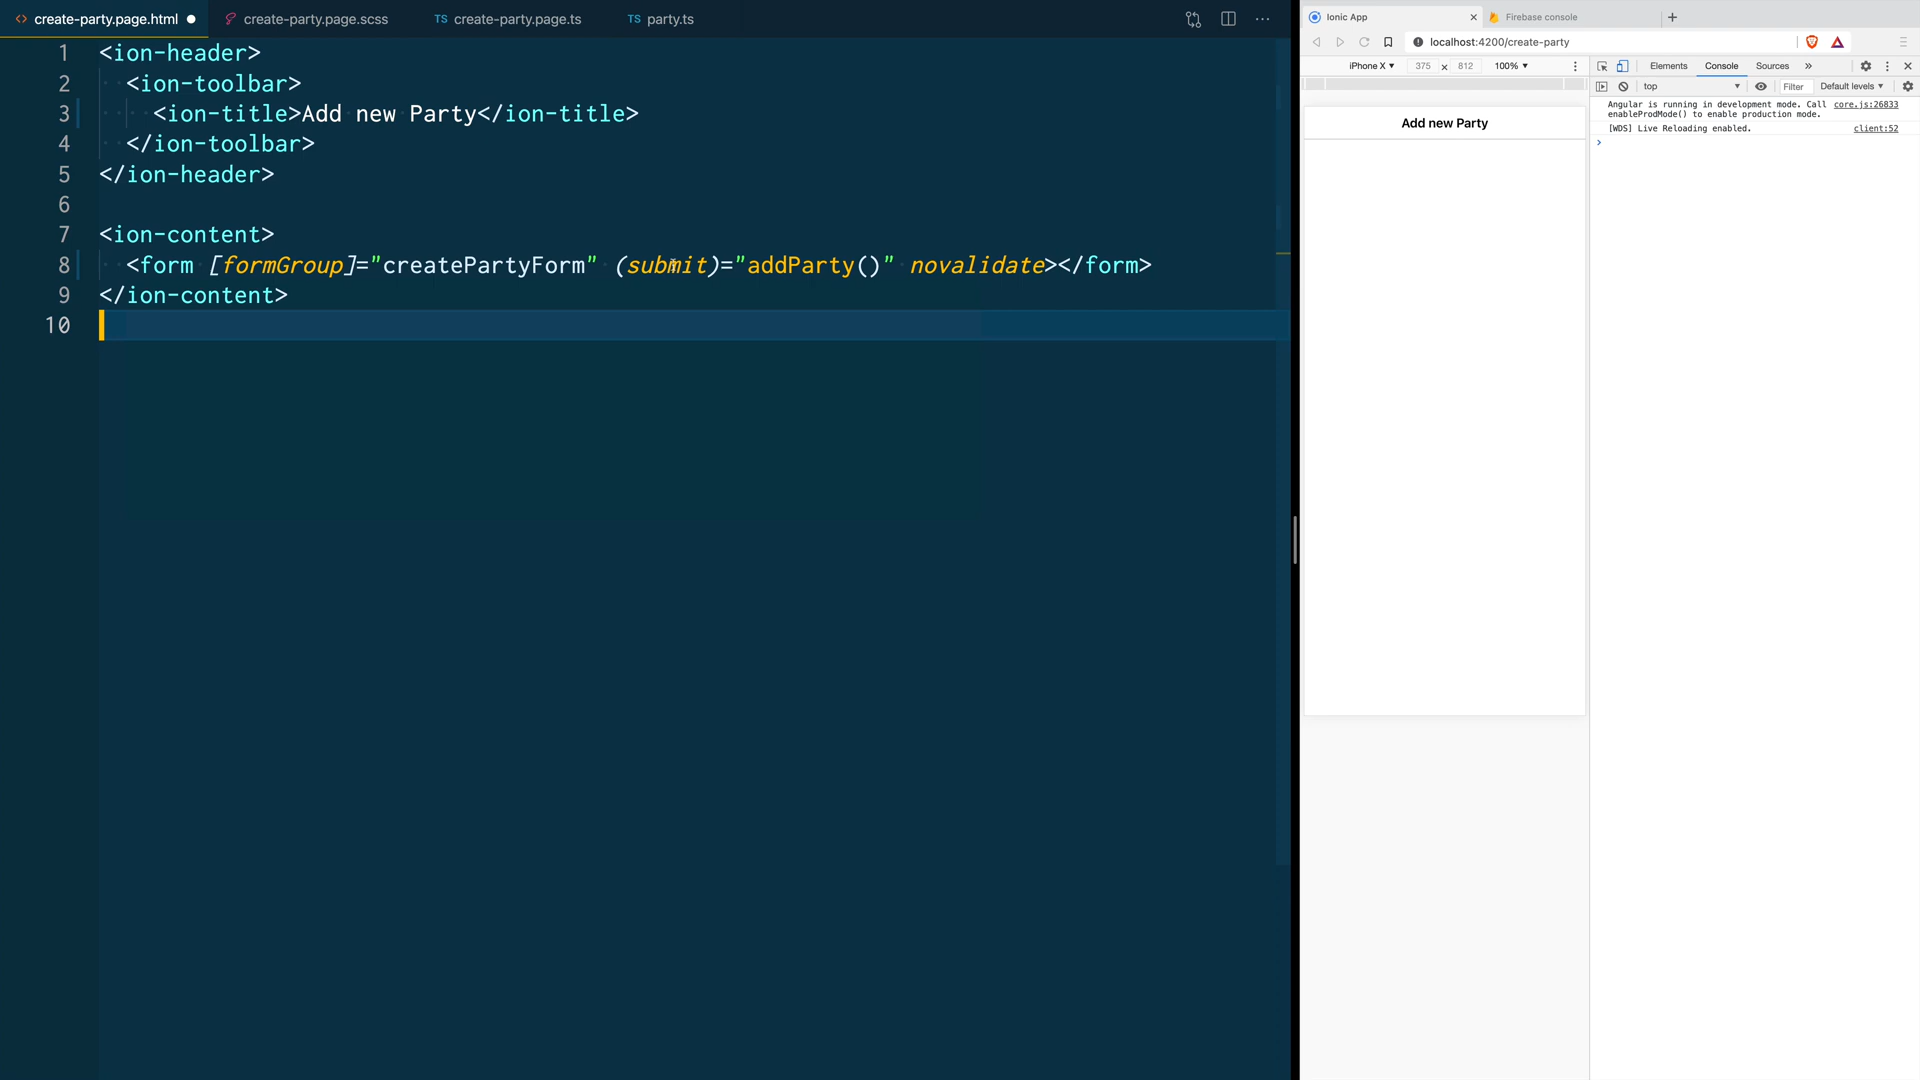 create-party.page.html create-party.page.scss TS create-party.page.ts TS party.ts
1 <ion-header>
2 <ion-toolbar>
3 <ion-title>Add new Party</ion-title>
4 </ion-toolbar>
5 </ion-header>
6
7 <ion-content>
8 <form [formGroup]="createPartyForm" (submit)="addParty()" novalidate></form>
9 </ion-content>
10
Ionic App Firebase console
localhost:4200/create-party
iPhone X 375 x 812 100%
Elements Console Sources
top Filter Default levels
Add new Party
Angular is running in development mode. Call core.js:26833
enableProdMode() to enable production mode.
[WDS] Live Reloading enabled. client:52